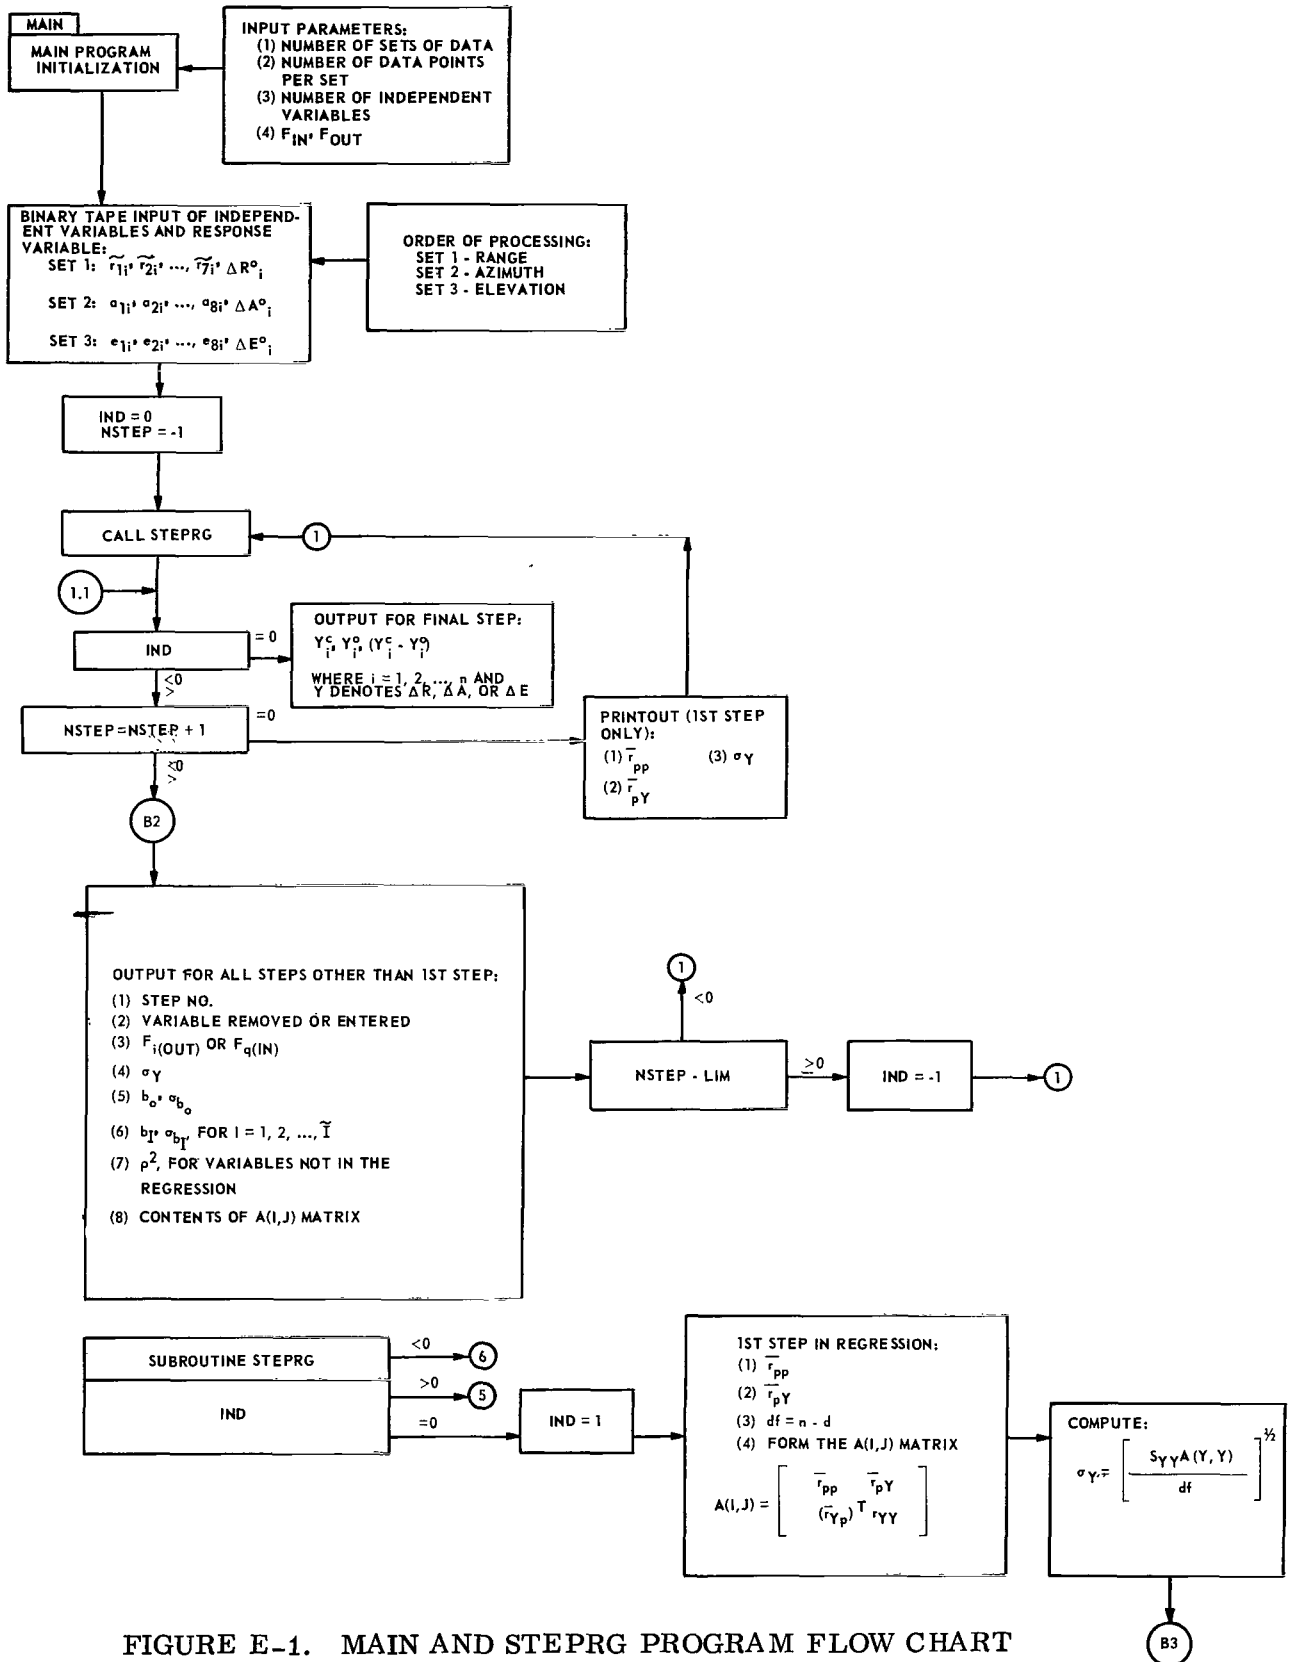 MAIN
MAIN PROGRAM
INITIALIZATION
INPUT PARAMETERS:
(1) NUMBER OF SETS OF DATA
(2) NUMBER OF DATA POINTS
PER SET
(3) NUMBER OF INDEPENDENT
VARIABLES
(4) F_IN, F_OUT
BINARY TAPE INPUT OF INDEPEND-
ENT VARIABLES AND RESPONSE
VARIABLE:
SET 1: r̃_1i, r̃_2i, ..., r̃_7i, ΔR°_i
SET 2: a_1i, a_2i, ..., a_8i, ΔA°_i
SET 3: e_1i, e_2i, ..., e_8i, ΔE°_i
ORDER OF PROCESSING:
SET 1 - RANGE
SET 2 - AZIMUTH
SET 3 - ELEVATION
IND = 0
NSTEP = -1
CALL STEPRG
1
1.1
IND
= 0
<0
>
OUTPUT FOR FINAL STEP:
Y^c_i, Y^o_i, (Y^c_i - Y^o_i)
WHERE i = 1, 2, ..., n AND
Y DENOTES ΔR, ΔA, OR ΔE
NSTEP = NSTEP + 1
=0
<0
>
PRINTOUT (1ST STEP
ONLY):
(1) r̅_pp (3) σ_Y
(2) r̅_pY
B2
OUTPUT FOR ALL STEPS OTHER THAN 1ST STEP:
(1) STEP NO.
(2) VARIABLE REMOVED OR ENTERED
(3) F_i(OUT) OR F_q(IN)
(4) σ_Y
(5) b_o, σ_b_o
(6) b_I, σ_b_I, FOR I = 1, 2, ..., Ĩ
(7) ρ², FOR VARIABLES NOT IN THE
REGRESSION
(8) CONTENTS OF A(I,J) MATRIX
1
<0
NSTEP - LIM
≥0
IND = -1
1
SUBROUTINE STEPRG
IND
<0
6
>0
5
=0
IND = 1
1ST STEP IN REGRESSION:
(1) r̅_pp
(2) r̅_pY
(3) df = n - d
(4) FORM THE A(I,J) MATRIX
A(I,J) = [ r̅_pp r̅_pY
(r̅_Yp)^T r_YY ]
COMPUTE:
σ_Y = [ S_YY A(Y,Y) / df ]^½
B3
FIGURE E-1. MAIN AND STEPRG PROGRAM FLOW CHART